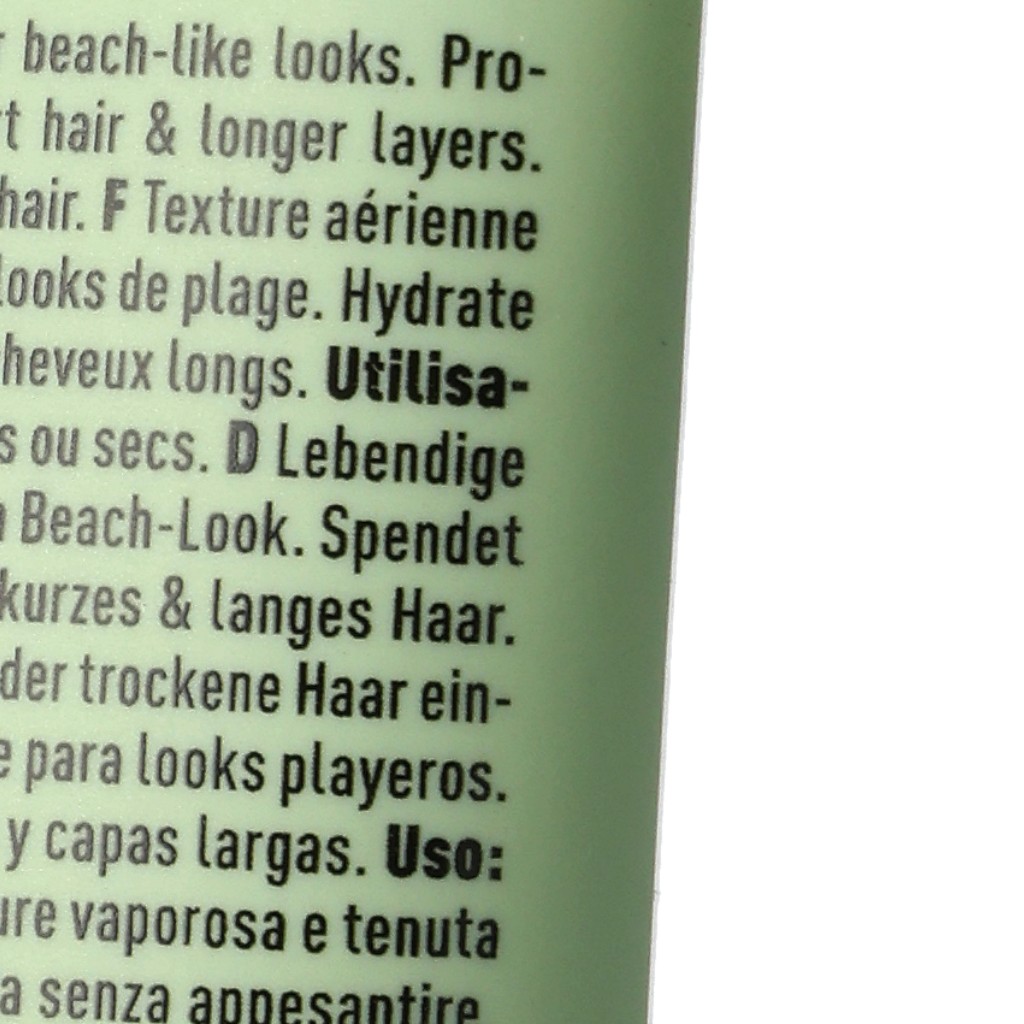 beach-like looks. Pro-
hair & longer layers.
hair. F Texture aérienne
looks de plage. Hydrate
cheveux longs. Utilisa-
ou secs. D Lebendige
Beach-Look. Spendet
kurzes & langes Haar.
der trockene Haar ein-
para looks playeros.
y capas largas. Uso:
vaporosa e tenuta
senza appesantire